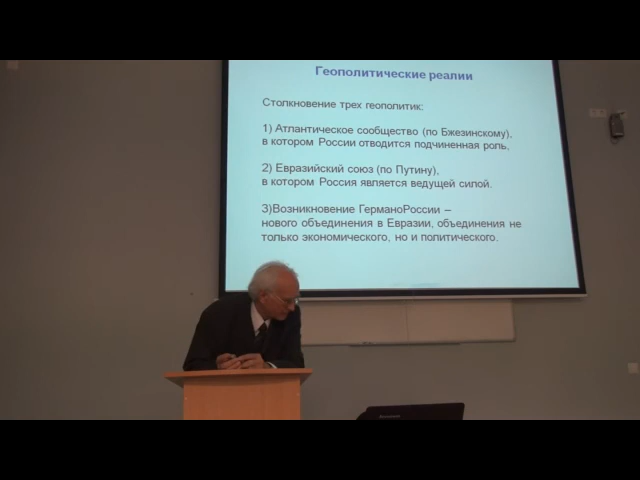 Геополитические реалии
Столкновение трех геополитик:
1) Атлантическое сообщество (по Бжезинскому),
в котором России отводится подчиненная роль,
2) Евразийский союз (по Путину),
в котором Россия является ведущей силой.
3)Возникновение ГерманоРоссии –
нового объединения в Евразии, объединения не
только экономического, но и политического.